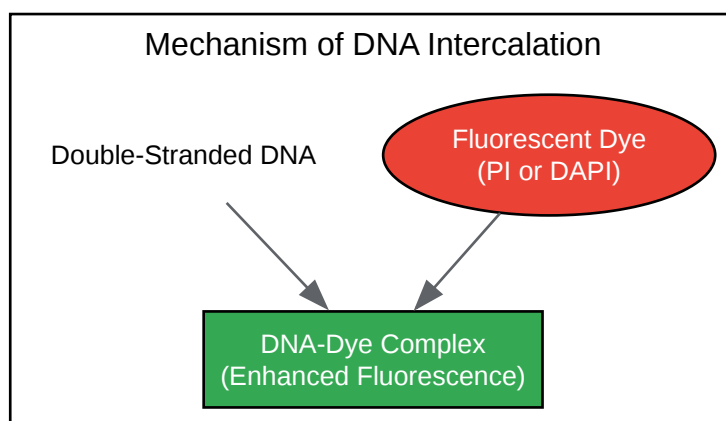 Mechanism of DNA Intercalation
Double-Stranded DNA
Fluorescent Dye
(PI or DAPI)
DNA-Dye Complex
(Enhanced Fluorescence)